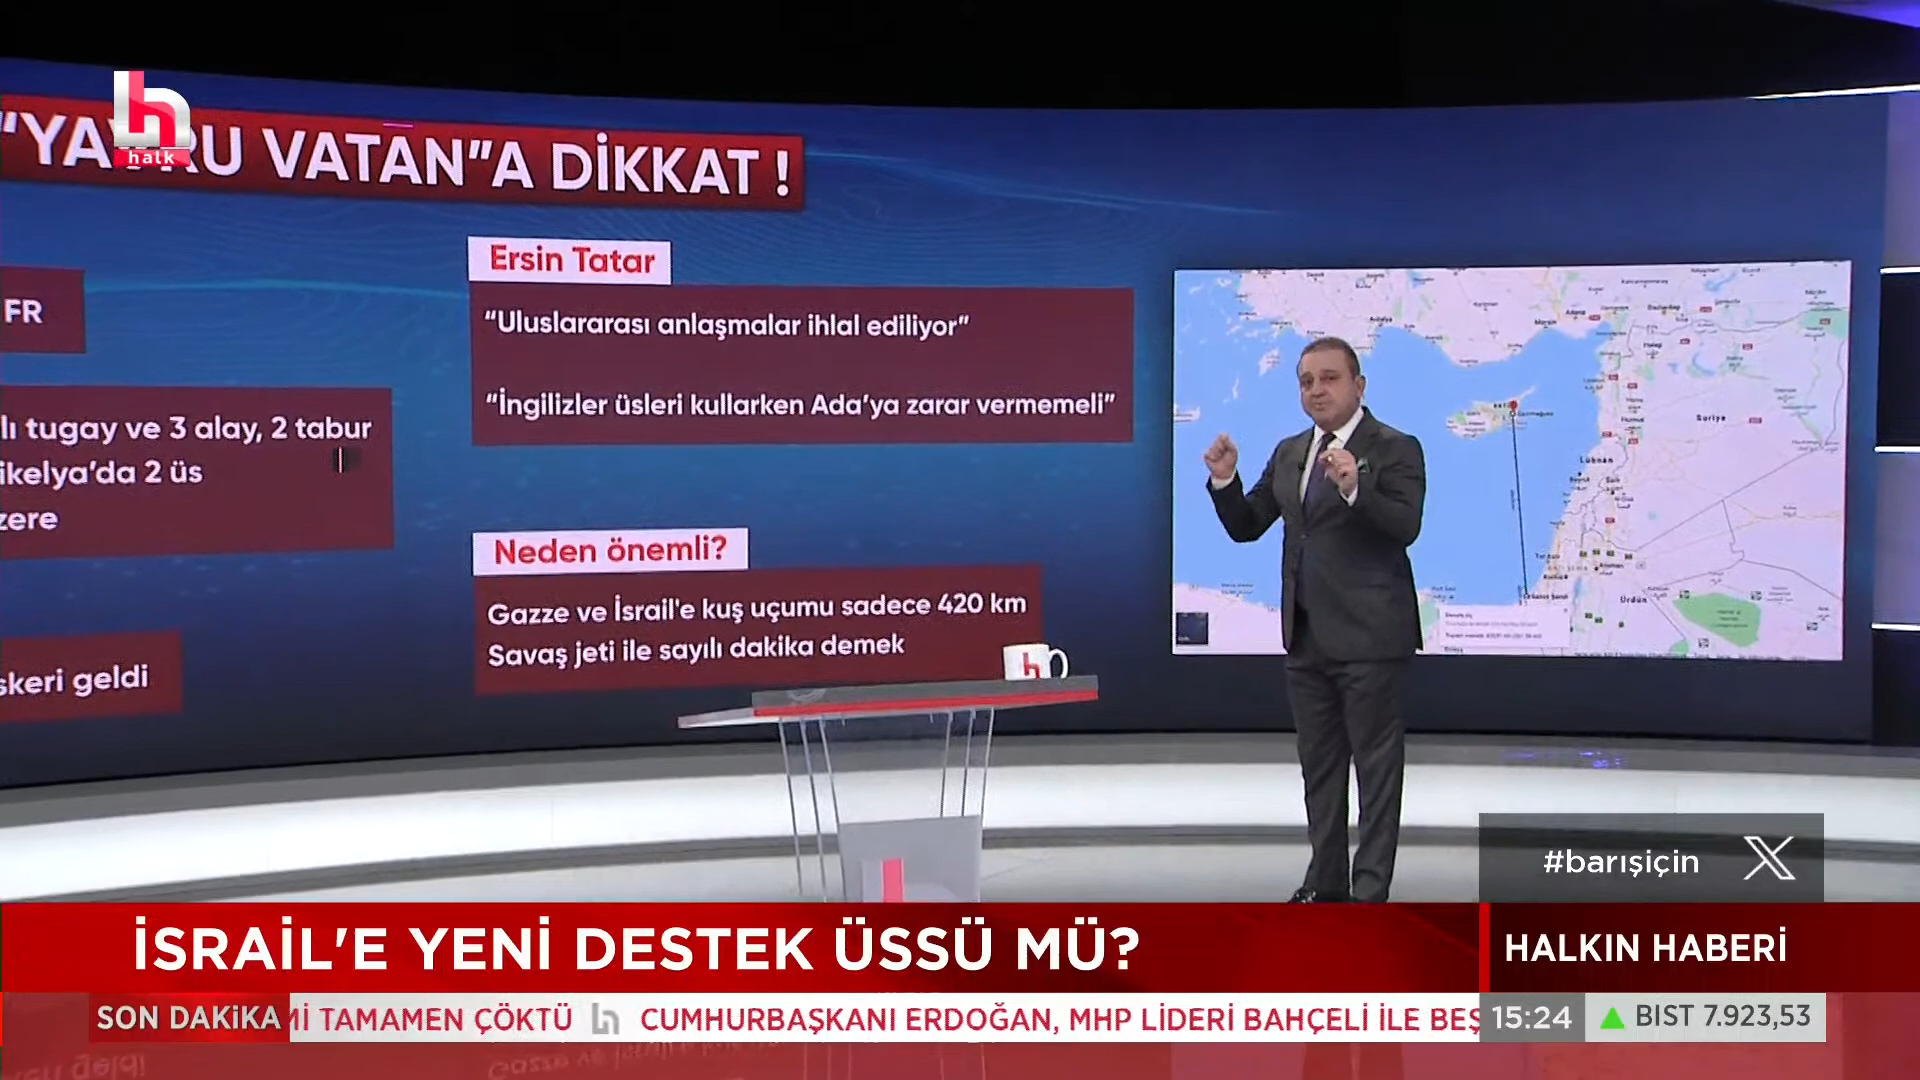 "YAVRU VATAN"A DİKKAT !
halk
FR
lı tugay ve 3 alay, 2 tabur
ikelya'da 2 üs
zere
skeri geldi
Ersin Tatar
"Uluslararası anlaşmalar ihlal ediliyor"
"İngilizler üsleri kullarken Ada'ya zarar vermemeli"
Neden önemli?
Gazze ve İsrail'e kuş uçumu sadece 420 km
Savaş jeti ile sayılı dakika demek
Suriye
Lübnan
Ürdün
#barışiçin
İSRAİL'E YENİ DESTEK ÜSSÜ MÜ?
HALKIN HABERİ
SON DAKİKA
Mİ TAMAMEN ÇÖKTÜ
CUMHURBAŞKANI ERDOĞAN, MHP LİDERİ BAHÇELİ İLE BEŞ
15:24
BIST 7.923,53